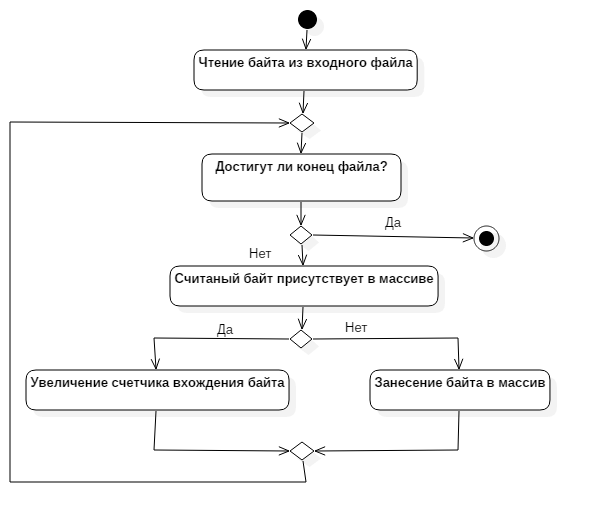 Чтение байта из входного файла
Достигут ли конец файла?
Да
Нет
Считаный байт присутствует в массиве
Да
Нет
Увеличение счетчика вхождения байта
Занесение байта в массив